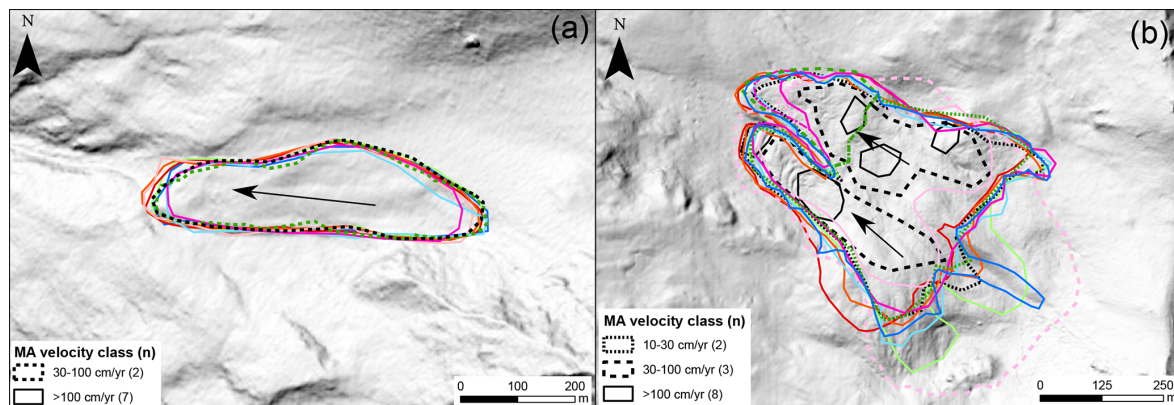 N
(a)
MA velocity class (n)
30-100 cm/yr (2)
>100 cm/yr (7)
0 100 200
m
N
(b)
MA velocity class (n)
10-30 cm/yr (2)
30-100 cm/yr (3)
>100 cm/yr (8)
0 125 250